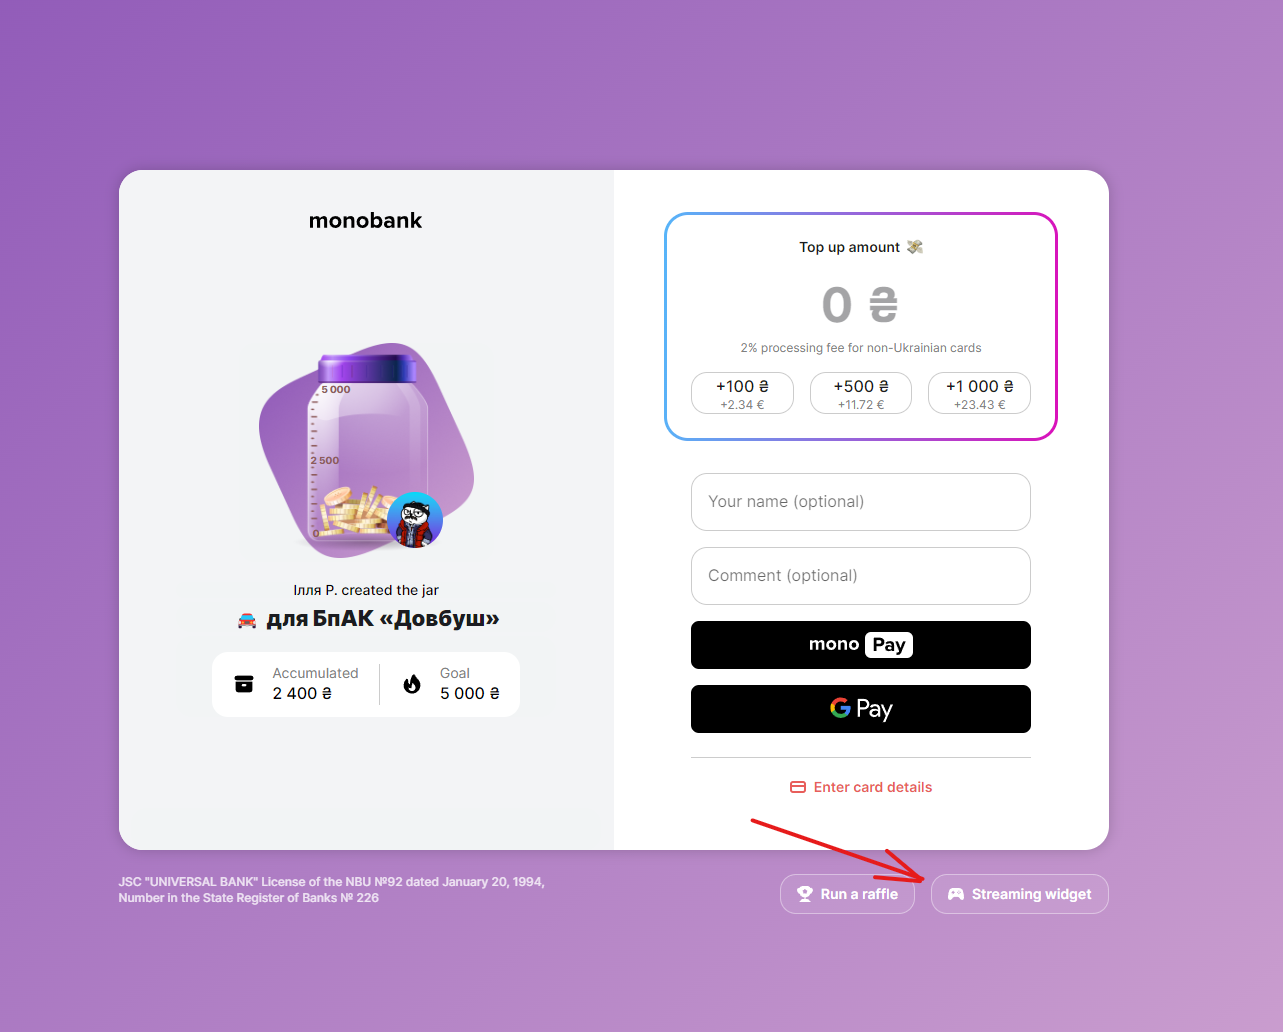 monobank
5 000
2 500
0
Ілля Р. created the jar
для БпАК «Довбуш»
Accumulated
2 400 ₴
Goal
5 000 ₴
Top up amount
0 ₴
2% processing fee for non-Ukrainian cards
+100 ₴
+2.34 €
+500 ₴
+11.72 €
+1 000 ₴
+23.43 €
Your name (optional)
Comment (optional)
mono Pay
G Pay
Enter card details
JSC "UNIVERSAL BANK" License of the NBU №92 dated January 20, 1994,
Number in the State Register of Banks № 226
Run a raffle
Streaming widget